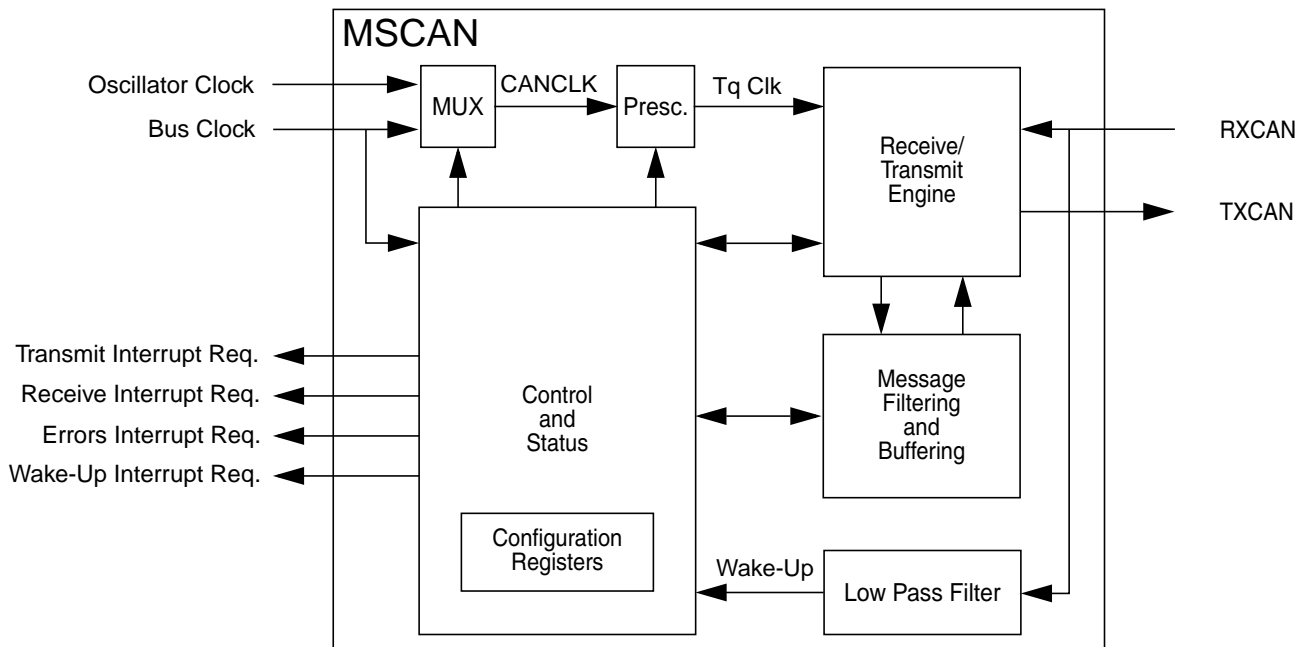 MSCAN
Oscillator Clock
MUX
CANCLK
Presc.
Tq Clk
Bus Clock
Receive/
Transmit
Engine
RXCAN
TXCAN
Transmit Interrupt Req.
Receive Interrupt Req.
Errors Interrupt Req.
Wake-Up Interrupt Req.
Control
and
Status
Message
Filtering
and
Buffering
Configuration
Registers
Wake-Up
Low Pass Filter